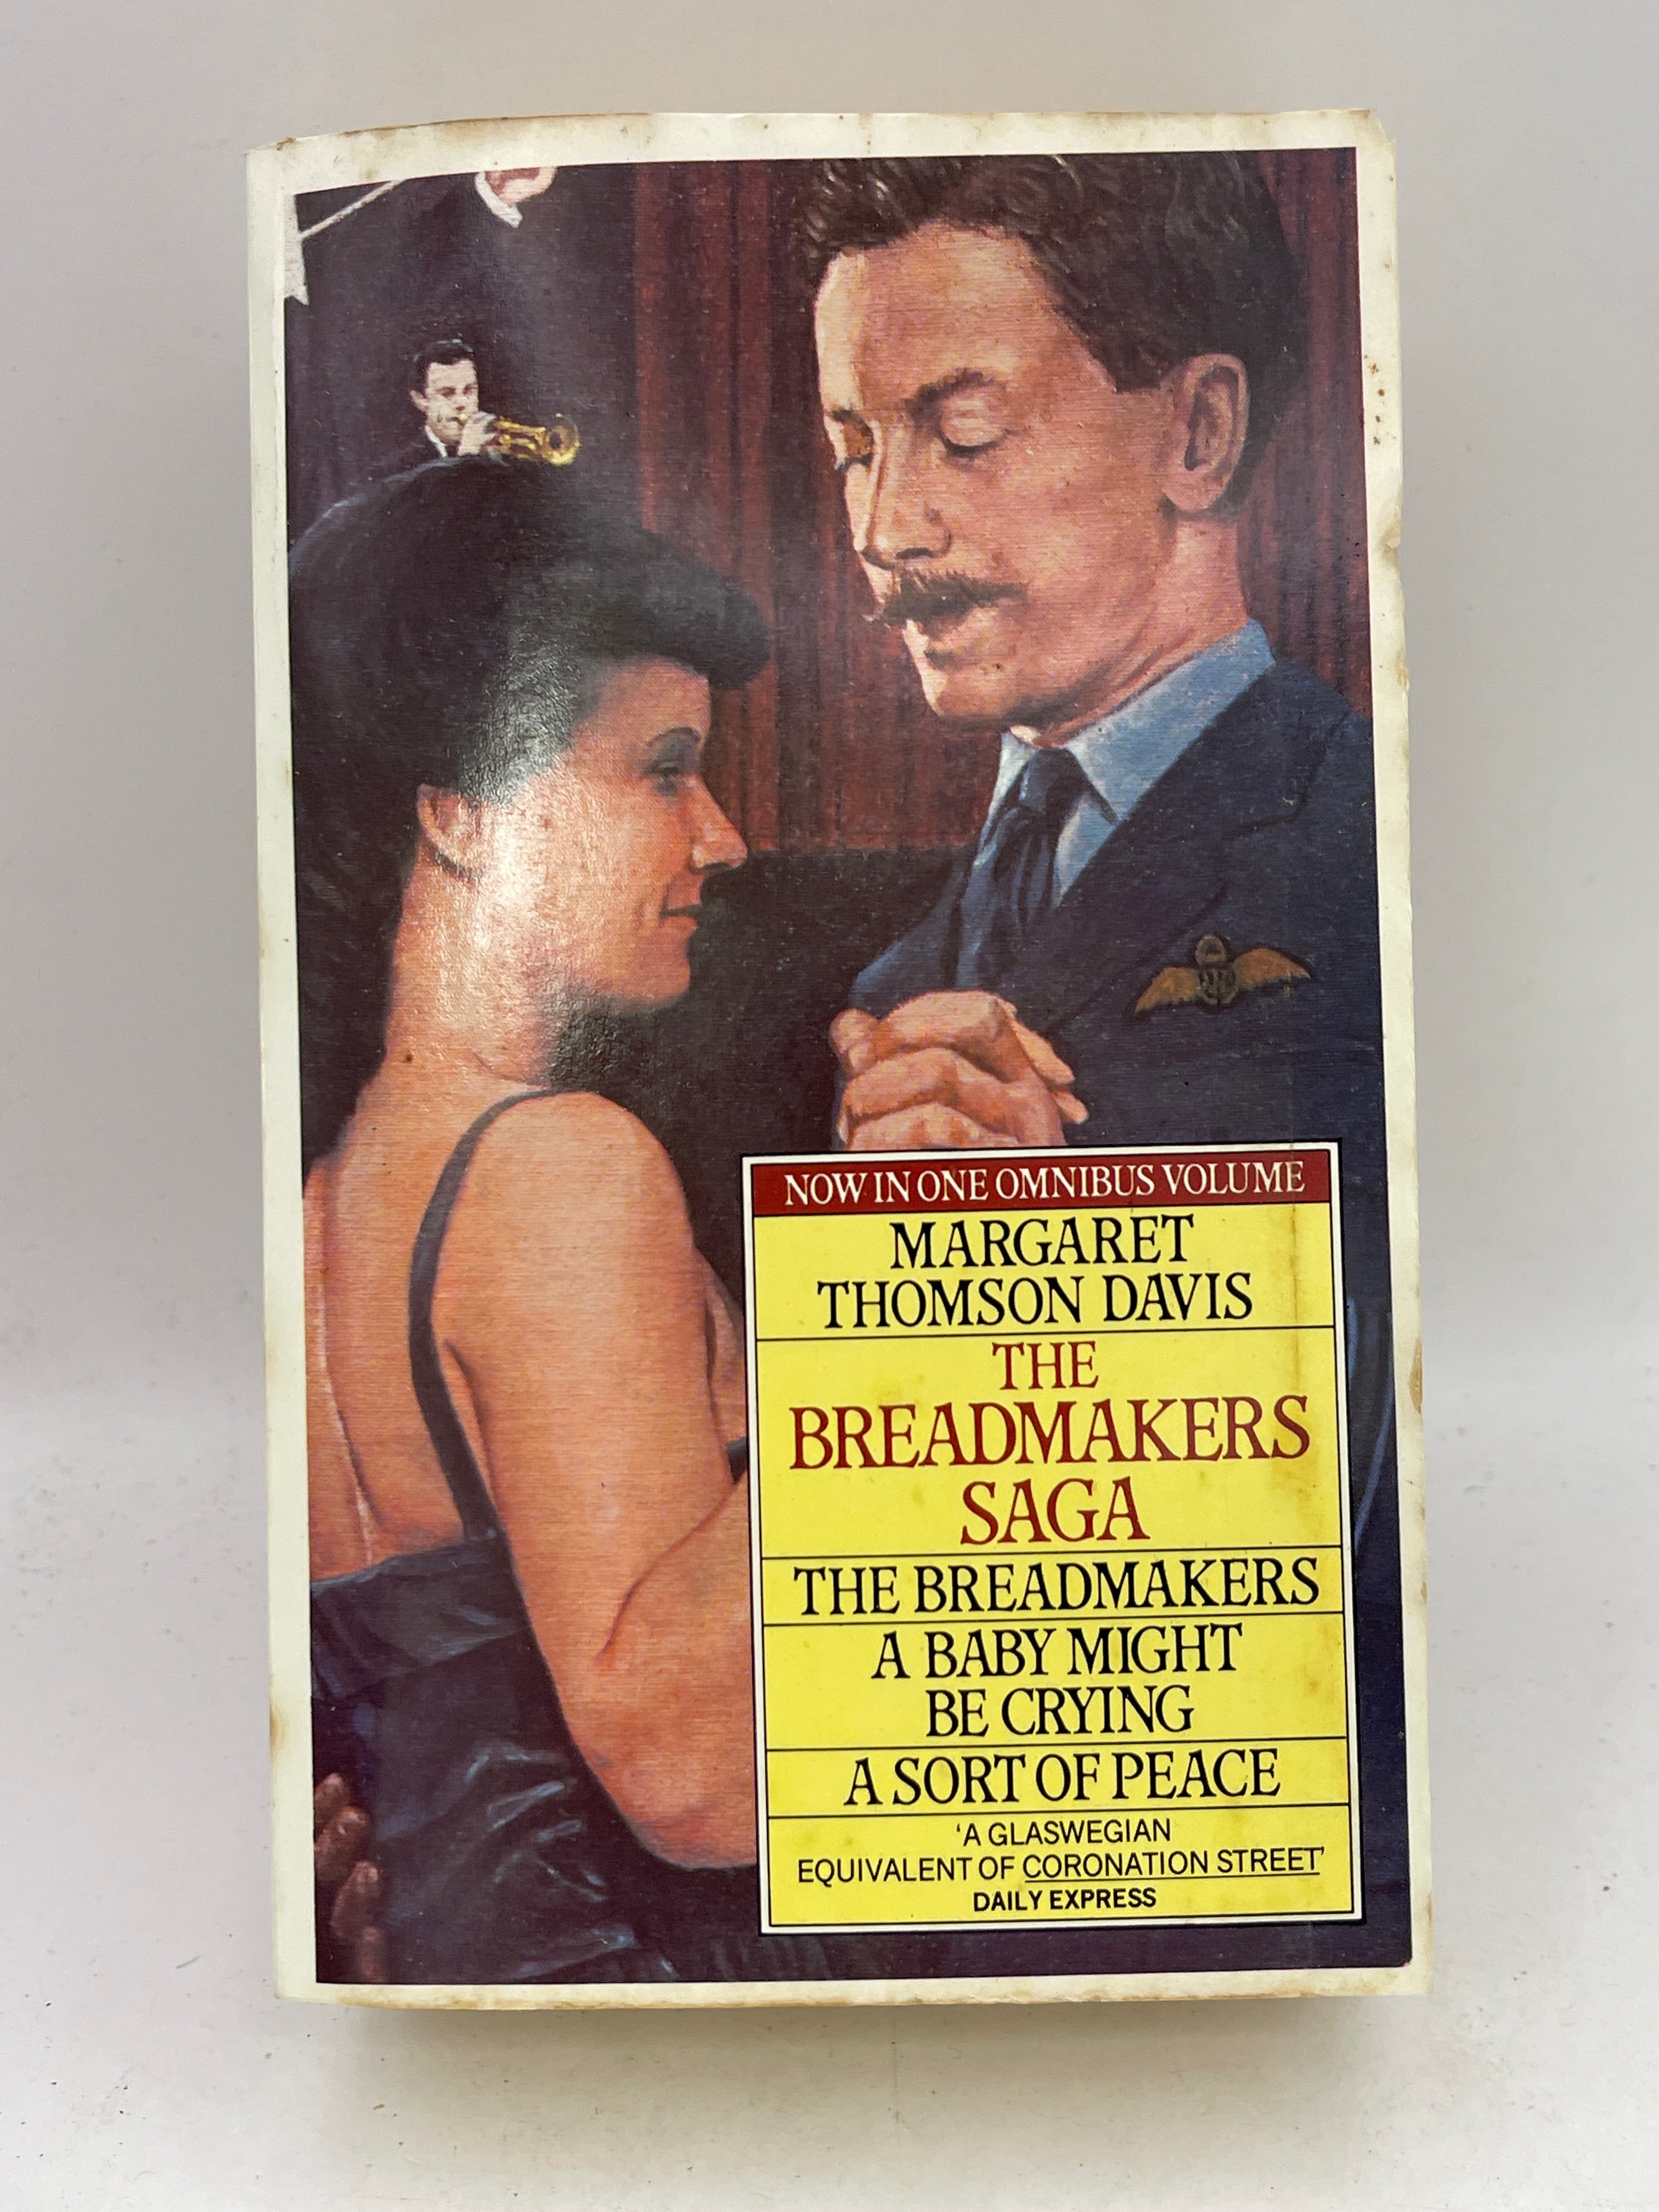 NOW IN ONE OMNIBUS VOLUME
MARGARET
THOMSON DAVIS
THE
BREADMAKERS
SAGA
THE BREADMAKERS
A BABY MIGHT
BE CRYING
A SORT OF PEACE
‘A GLASWEGIAN
EQUIVALENT OF CORONATION STREET’
DAILY EXPRESS